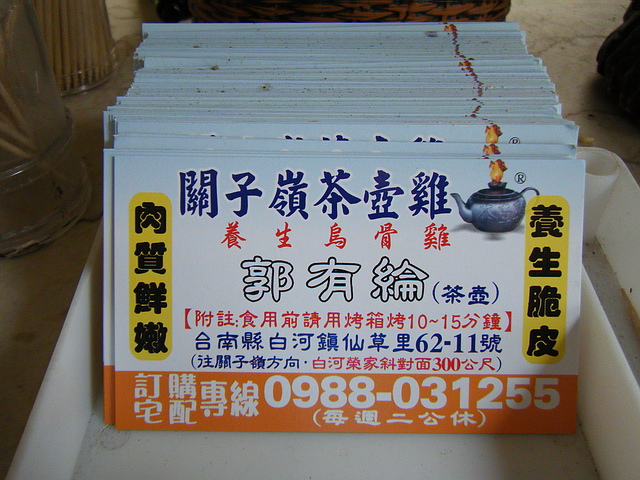 關子嶺茶壺雞 ®
養生烏骨雞
肉質鮮嫩
養生脆皮
郭有綸(茶壺)
【附註:食用前請用烤箱烤10~15分鐘】
台南縣白河鎮仙草里62-11號
(往關子嶺方向·白河榮家斜對面300公尺)
訂購宅配專線0988-031255
(每週二公休)